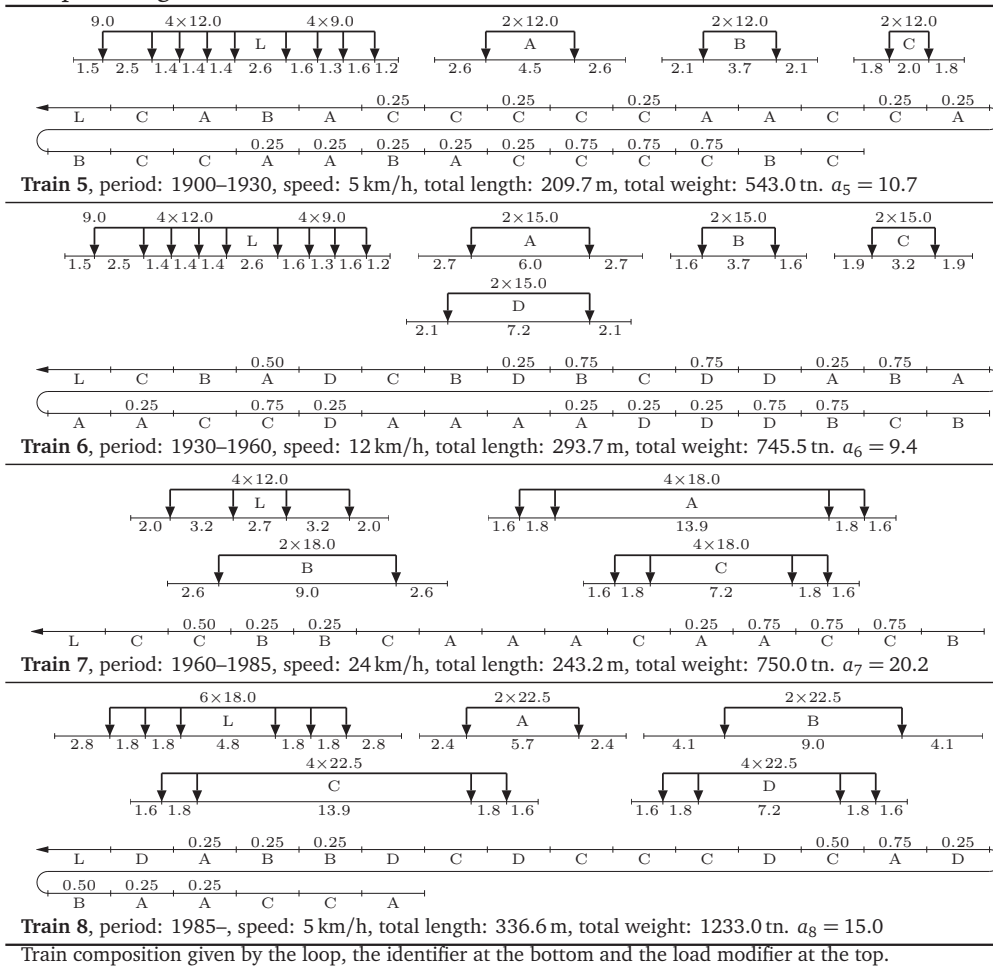 9.0 4×12.0 4×9.0 2×12.0 2×12.0 2×12.0
L A B C
1.5 2.5 1.4 1.4 1.4 2.6 1.6 1.3 1.6 1.2 2.6 4.5 2.6 2.1 3.7 2.1 1.8 2.0 1.8
0.25 0.25 0.25 0.25 0.25
L C A B A C C C C C A A C C A
0.25 0.25 0.25 0.25 0.25 0.75 0.75 0.75
B C C A A B A C C C C B C
Train 5, period: 1900–1930, speed: 5 km/h, total length: 209.7 m, total weight: 543.0 tn. a5 = 10.7
9.0 4×12.0 4×9.0 2×15.0 2×15.0 2×15.0
L A B C
1.5 2.5 1.4 1.4 1.4 2.6 1.6 1.3 1.6 1.2 2.7 6.0 2.7 1.6 3.7 1.6 1.9 3.2 1.9
2×15.0
D
2.1 7.2 2.1
0.50 0.25 0.75 0.75 0.25 0.75
L C B A D C B D B C D D A B A
0.25 0.75 0.25 0.25 0.25 0.25 0.75 0.75
A A C C D A A A A D D D B C B
Train 6, period: 1930–1960, speed: 12 km/h, total length: 293.7 m, total weight: 745.5 tn. a6 = 9.4
4×12.0 4×18.0
L A
2.0 3.2 2.7 3.2 2.0 1.6 1.8 13.9 1.8 1.6
2×18.0 4×18.0
B C
2.6 9.0 2.6 1.6 1.8 7.2 1.8 1.6
0.50 0.25 0.25 0.25 0.75 0.75 0.75
L C C B B C A A A C A A C C B
Train 7, period: 1960–1985, speed: 24 km/h, total length: 243.2 m, total weight: 750.0 tn. a7 = 20.2
6×18.0 2×22.5 2×22.5
L A B
2.8 1.8 1.8 4.8 1.8 1.8 2.8 2.4 5.7 2.4 4.1 9.0 4.1
4×22.5 4×22.5
C D
1.6 1.8 13.9 1.8 1.6 1.6 1.8 7.2 1.8 1.6
0.25 0.25 0.25 0.50 0.75 0.25
L D A B B D C D C C C D C A D
0.50 0.25 0.25
B A A C C A
Train 8, period: 1985–, speed: 5 km/h, total length: 336.6 m, total weight: 1233.0 tn. a8 = 15.0
Train composition given by the loop, the identifier at the bottom and the load modifier at the top.